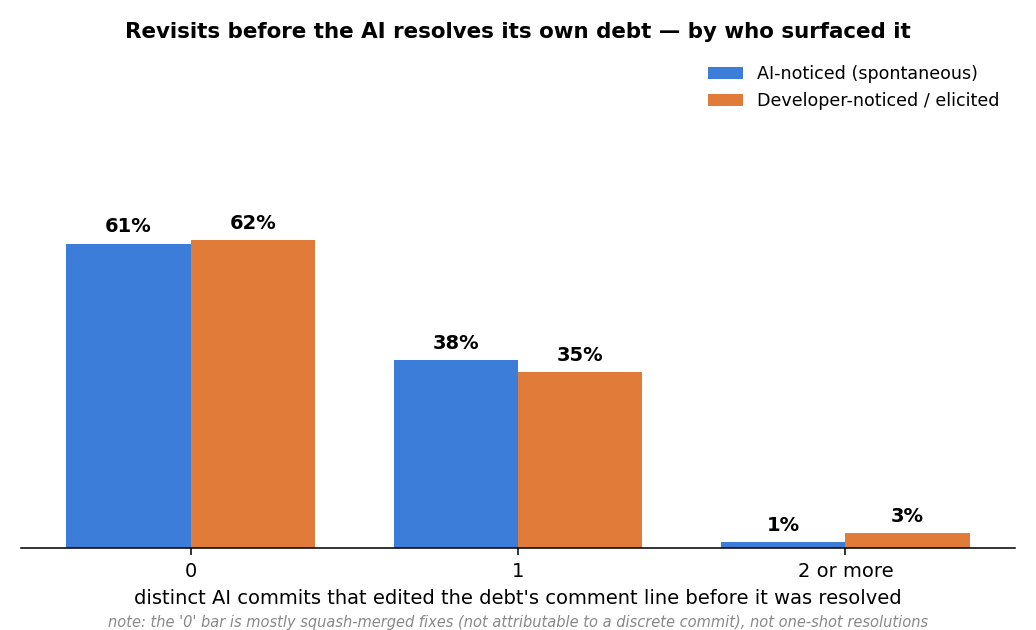 Revisits before the AI resolves its own debt — by who surfaced it
AI-noticed (spontaneous)
Developer-noticed / elicited
61%
62%
38%
35%
1%
3%
0
1
2 or more
distinct AI commits that edited the debt's comment line before it was resolved
note: the '0' bar is mostly squash-merged fixes (not attributable to a discrete commit), not one-shot resolutions